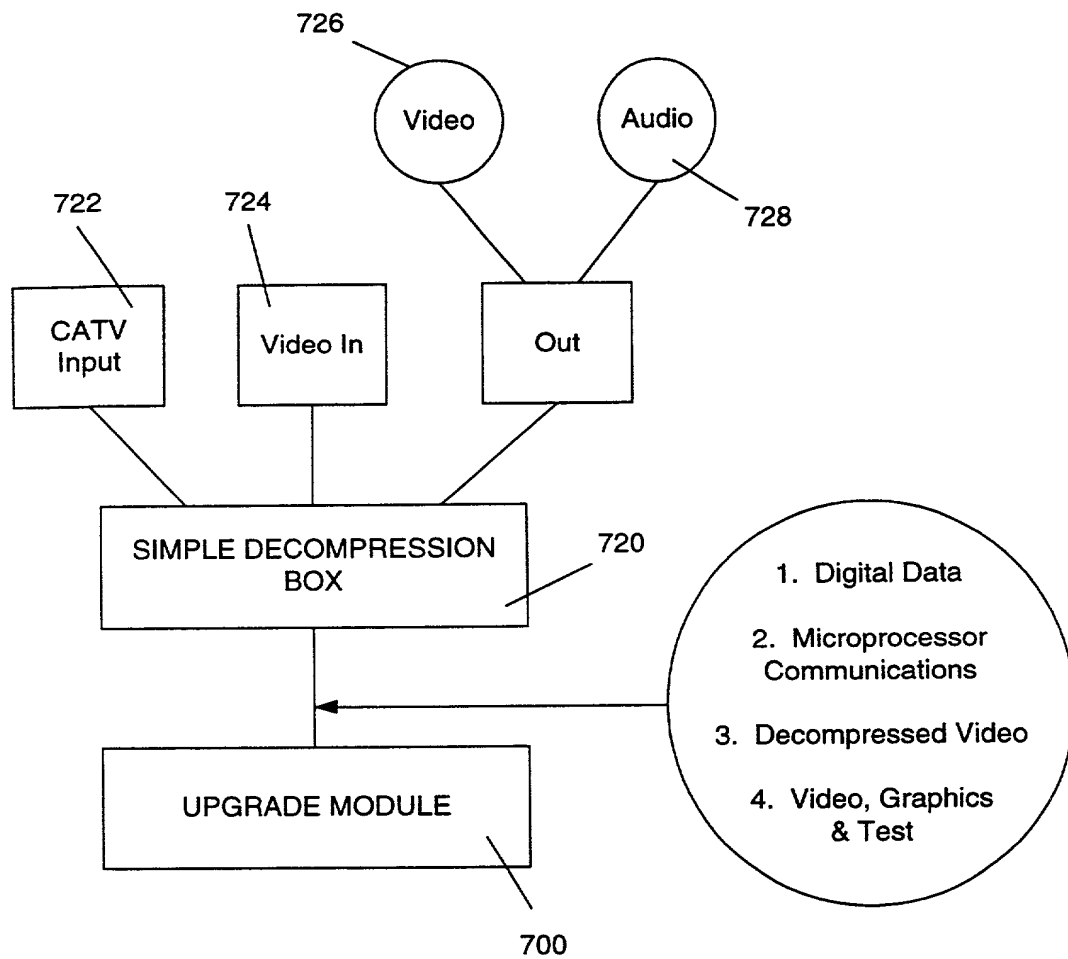 726
Video
Audio
728
722
724
CATV
Input
Video In
Out
SIMPLE DECOMPRESSION
BOX
720
1. Digital Data
2. Microprocessor
Communications
3. Decompressed Video
4. Video, Graphics
& Test
UPGRADE MODULE
700